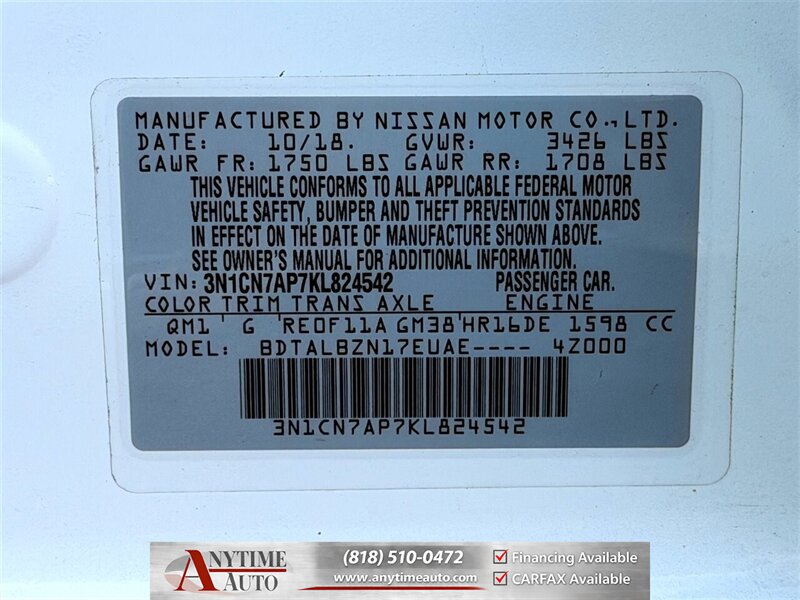 MANUFACTURED BY NISSAN MOTOR CO.,LTD.
DATE: 10/18. GVWR: 3426 LBS
GAWR FR: 1750 LBS GAWR RR: 1708 LBS
THIS VEHICLE CONFORMS TO ALL APPLICABLE FEDERAL MOTOR
VEHICLE SAFETY, BUMPER AND THEFT PREVENTION STANDARDS
IN EFFECT ON THE DATE OF MANUFACTURE SHOWN ABOVE.
SEE OWNER'S MANUAL FOR ADDITIONAL INFORMATION.
VIN: 3N1CN7AP7KL824542 PASSENGER CAR.
COLOR TRIM TRANS AXLE ENGINE
QM1 G RE0F11A GM38 HR16DE 1598 CC
MODEL: BDTALBZN17EUAE---- 4Z000
3N1CN7AP7KL824542
ANYTIME AUTO
(818) 510-0472
www.anytimeauto.com
Financing Available
CARFAX Available